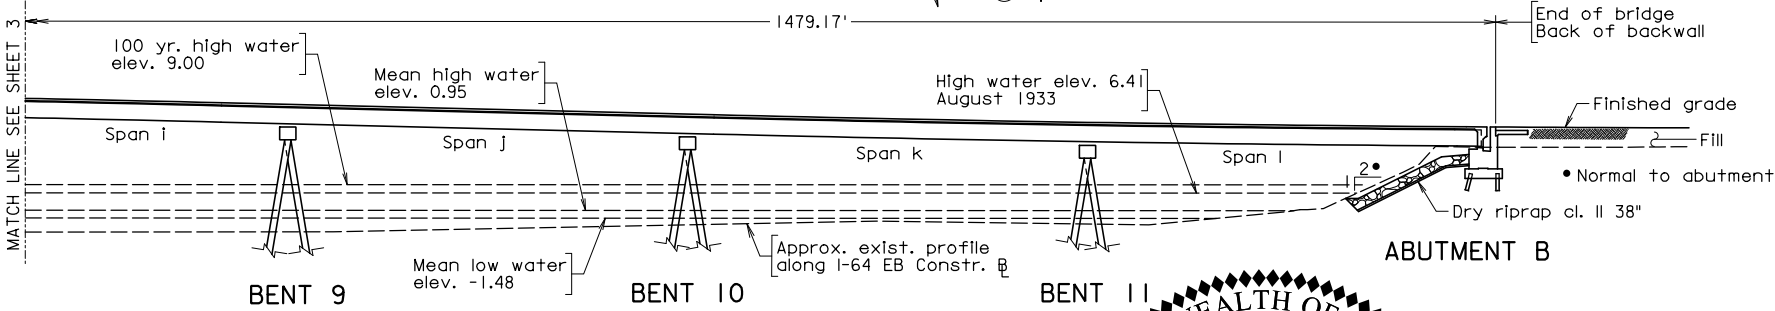 1479.17'
End of bridge
Back of backwall
MATCH LINE SEE SHEET 3
100 yr. high water
elev. 9.00
Mean high water
elev. 0.95
High water elev. 6.41
August 1933
Finished grade
Span i
Span j
Span k
Span l
Fill
1
2•
• Normal to abutment
Dry riprap cl. II 38"
Approx. exist. profile
along I-64 EB Constr. BL
Mean low water
elev. -1.48
ABUTMENT B
BENT 9
BENT 10
BENT 11
EALTH OF